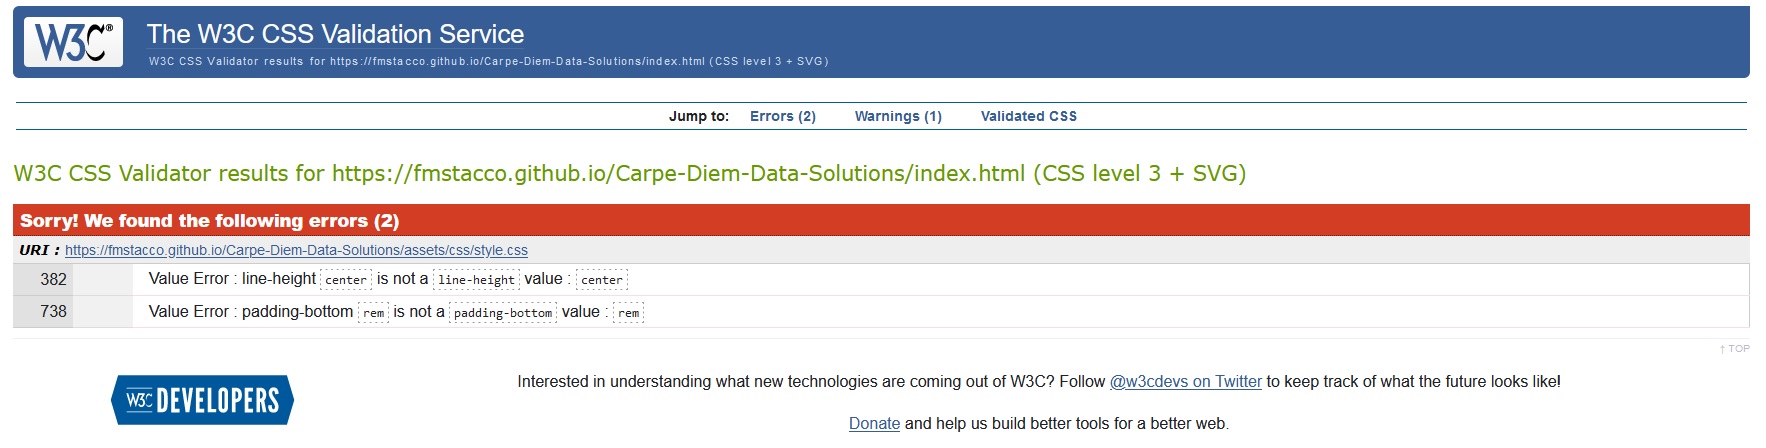 W3C®
The W3C CSS Validation Service
W3C CSS Validator results for https://fmstacco.github.io/Carpe-Diem-Data-Solutions/index.html (CSS level 3 + SVG)
Jump to: Errors (2) Warnings (1) Validated CSS
W3C CSS Validator results for https://fmstacco.github.io/Carpe-Diem-Data-Solutions/index.html (CSS level 3 + SVG)
Sorry! We found the following errors (2)
URI : https://fmstacco.github.io/Carpe-Diem-Data-Solutions/assets/css/style.css
382 Value Error : line-height center is not a line-height value : center
738 Value Error : padding-bottom rem is not a padding-bottom value : rem
↑ TOP
W3C DEVELOPERS
Interested in understanding what new technologies are coming out of W3C? Follow @w3cdevs on Twitter to keep track of what the future looks like!
Donate and help us build better tools for a better web.